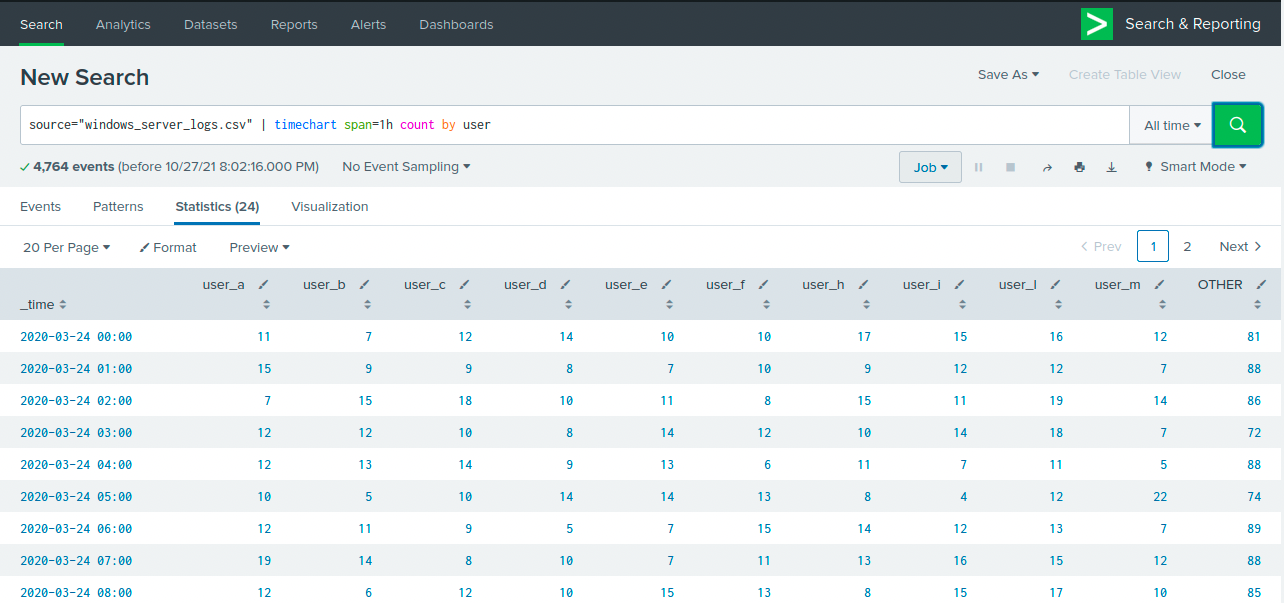 Search Analytics Datasets Reports Alerts Dashboards Search & Reporting
New Search Save As Create Table View Close
source="windows_server_logs.csv" | timechart span=1h count by user All time
4,764 events (before 10/27/21 8:02:16.000 PM) No Event Sampling Job Smart Mode
Events Patterns Statistics (24) Visualization
20 Per Page Format Preview < Prev 1 2 Next >
_time user_a user_b user_c user_d user_e user_f user_h user_i user_l user_m OTHER
2020-03-24 00:00 11 7 12 14 10 10 17 15 16 12 81
2020-03-24 01:00 15 9 9 8 7 10 9 12 12 7 88
2020-03-24 02:00 7 15 18 10 11 8 15 11 19 14 86
2020-03-24 03:00 12 12 10 8 14 12 10 14 18 7 72
2020-03-24 04:00 12 13 14 9 13 6 11 7 11 5 88
2020-03-24 05:00 10 5 10 14 14 13 8 4 12 22 74
2020-03-24 06:00 12 11 9 5 7 15 14 12 13 7 89
2020-03-24 07:00 19 14 8 10 7 11 13 16 15 12 88
2020-03-24 08:00 12 6 12 10 15 13 8 15 17 10 85